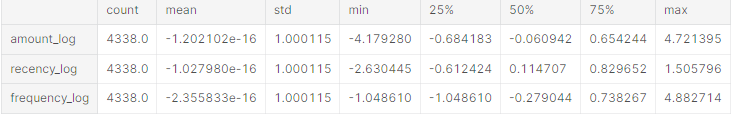 count mean std min 25% 50% 75% max
amount_log 4338.0 -1.202102e-16 1.000115 -4.179280 -0.684183 -0.060942 0.654244 4.721395
recency_log 4338.0 -1.027980e-16 1.000115 -2.630445 -0.612424 0.114707 0.829652 1.505796
frequency_log 4338.0 -2.355833e-16 1.000115 -1.048610 -1.048610 -0.279044 0.738267 4.882714